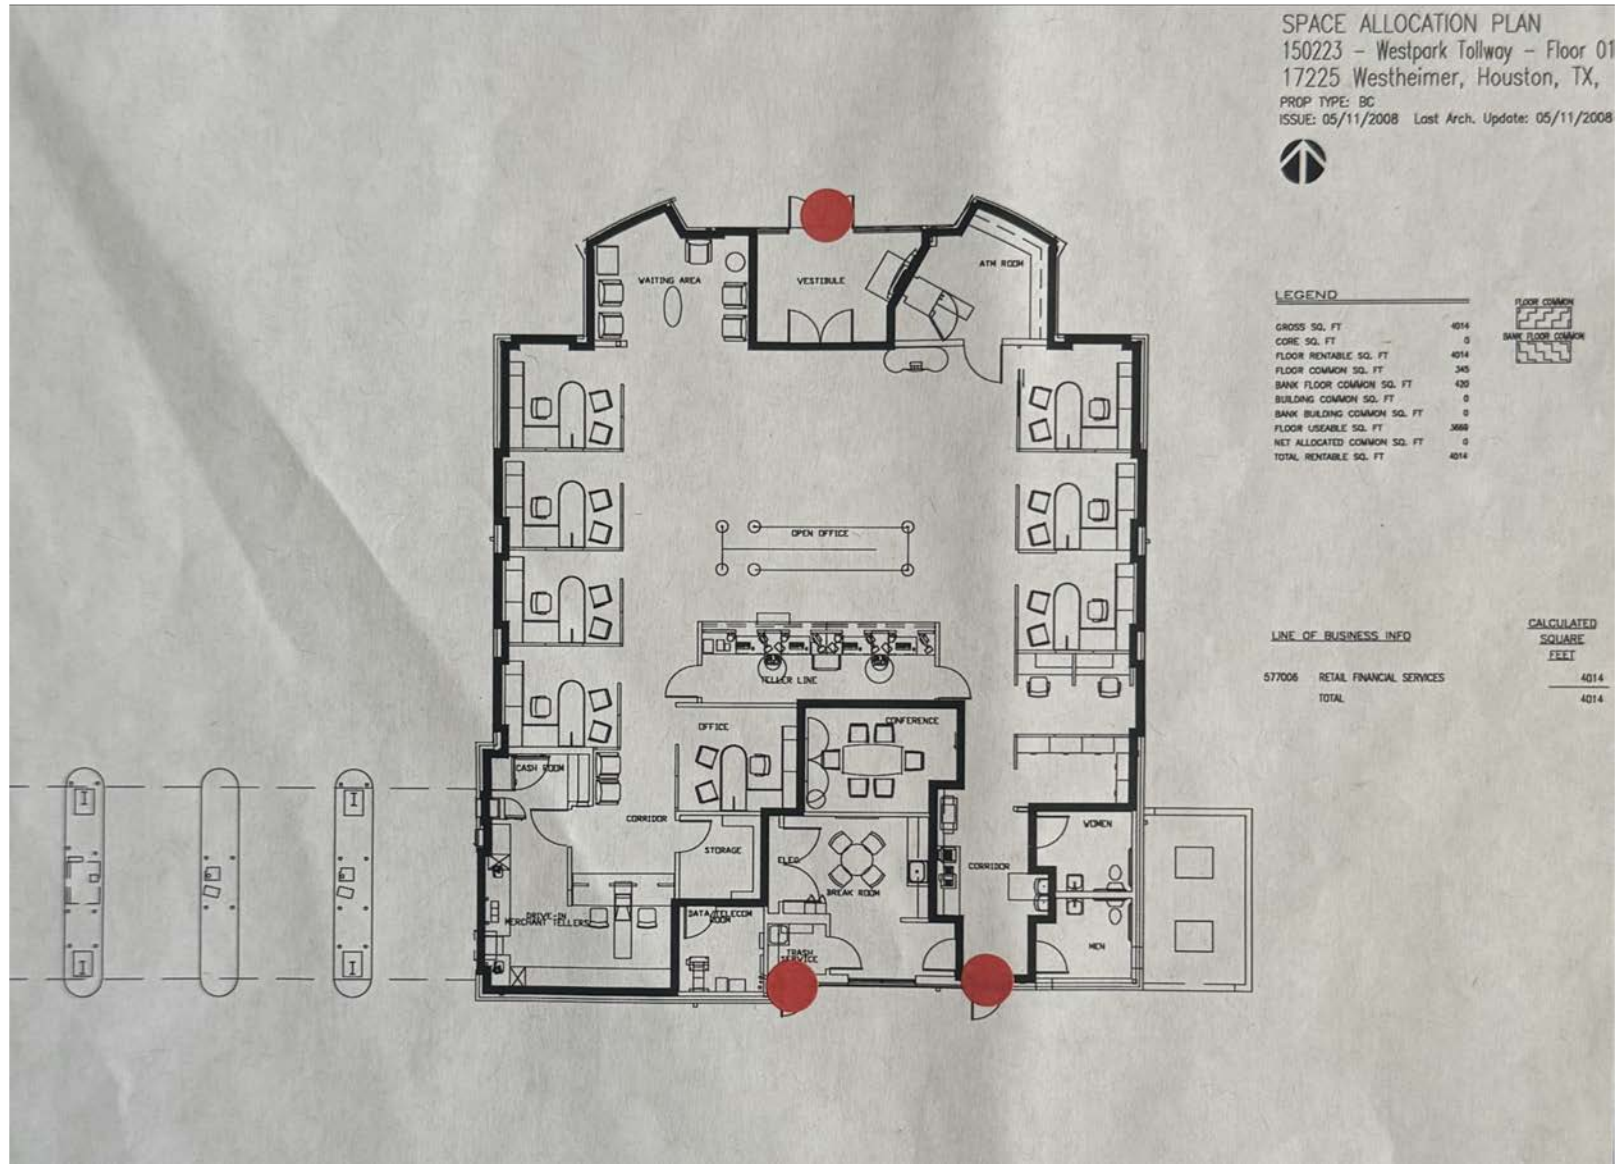 SPACE ALLOCATION PLAN
150223 - Westpark Tollway - Floor 01
17225 Westheimer, Houston, TX,
PROP TYPE: BC
ISSUE: 05/11/2008 Last Arch. Update: 05/11/2008
LEGEND
GROSS SQ. FT 4014
CORE SQ. FT 0
FLOOR RENTABLE SQ. FT 4014
FLOOR COMMON SQ. FT 345
BANK FLOOR COMMON SQ. FT 420
BUILDING COMMON SQ. FT 0
BANK BUILDING COMMON SQ. FT 0
FLOOR USEABLE SQ. FT 3669
NET ALLOCATED COMMON SQ. FT 0
TOTAL RENTABLE SQ. FT 4014
FLOOR COMMON
BANK FLOOR COMMON
LINE OF BUSINESS INFO
CALCULATED
SQUARE
FEET
577006 RETAIL FINANCIAL SERVICES 4014
TOTAL 4014
WAITING AREA
VESTIBULE
ATM ROOM
OPEN OFFICE
TELLER LINE
OFFICE
CONFERENCE
CASH ROOM
CORRIDOR
STORAGE
ELEC
BREAK ROOM
CORRIDOR
WOMEN
MEN
DRIVE-IN
MERCHANT TELLERS
DATA/TELECOM
ROOM
TRASH
SERVICE
I
I
I
I